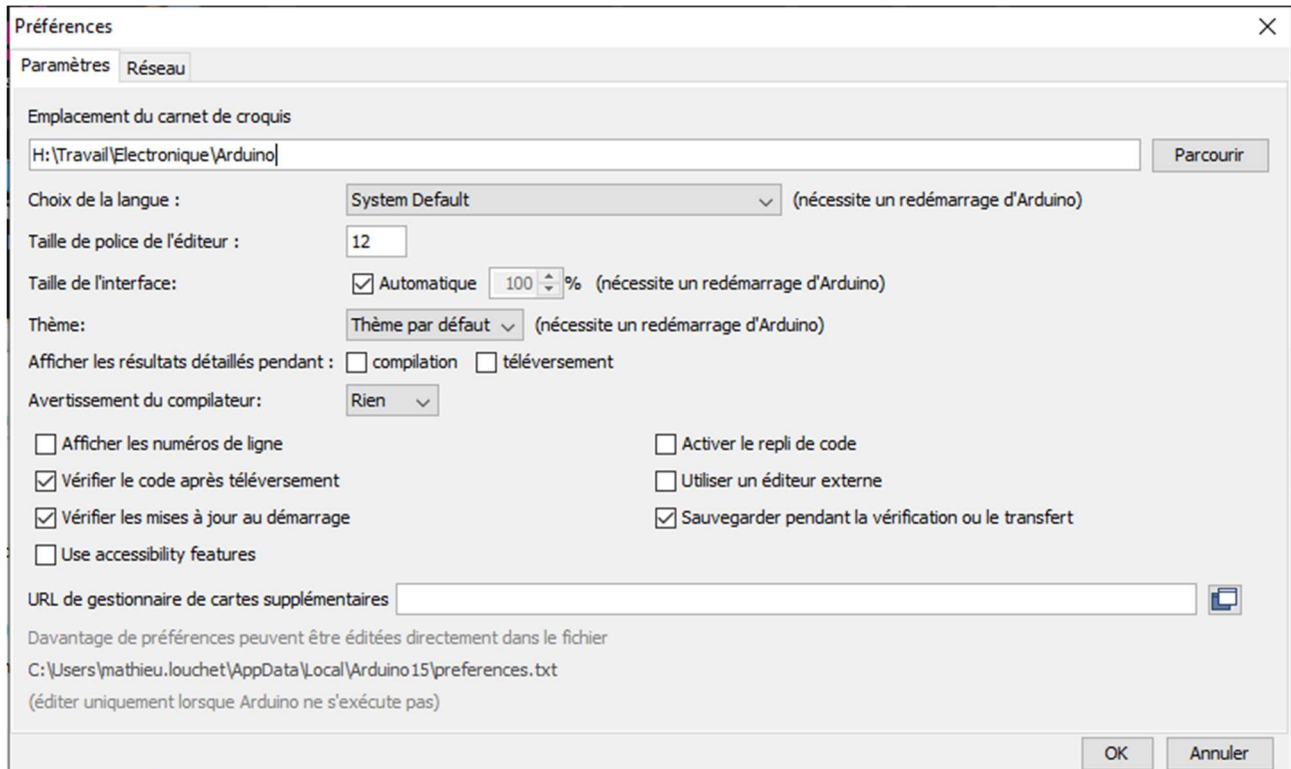 Préférences
Paramètres Réseau
Emplacement du carnet de croquis
H:\Travail\Electronique\Arduino Parcourir
Choix de la langue : System Default (nécessite un redémarrage d'Arduino)
Taille de police de l'éditeur : 12
Taille de l'interface: Automatique 100 % (nécessite un redémarrage d'Arduino)
Thème: Thème par défaut (nécessite un redémarrage d'Arduino)
Afficher les résultats détaillés pendant : compilation téléversement
Avertissement du compilateur: Rien
Afficher les numéros de ligne Activer le repli de code
Vérifier le code après téléversement Utiliser un éditeur externe
Vérifier les mises à jour au démarrage Sauvegarder pendant la vérification ou le transfert
Use accessibility features
URL de gestionnaire de cartes supplémentaires
Davantage de préférences peuvent être éditées directement dans le fichier
C:\Users\mathieu.louchet\AppData\Local\Arduino15\preferences.txt
(éditer uniquement lorsque Arduino ne s'exécute pas)
OK Annuler